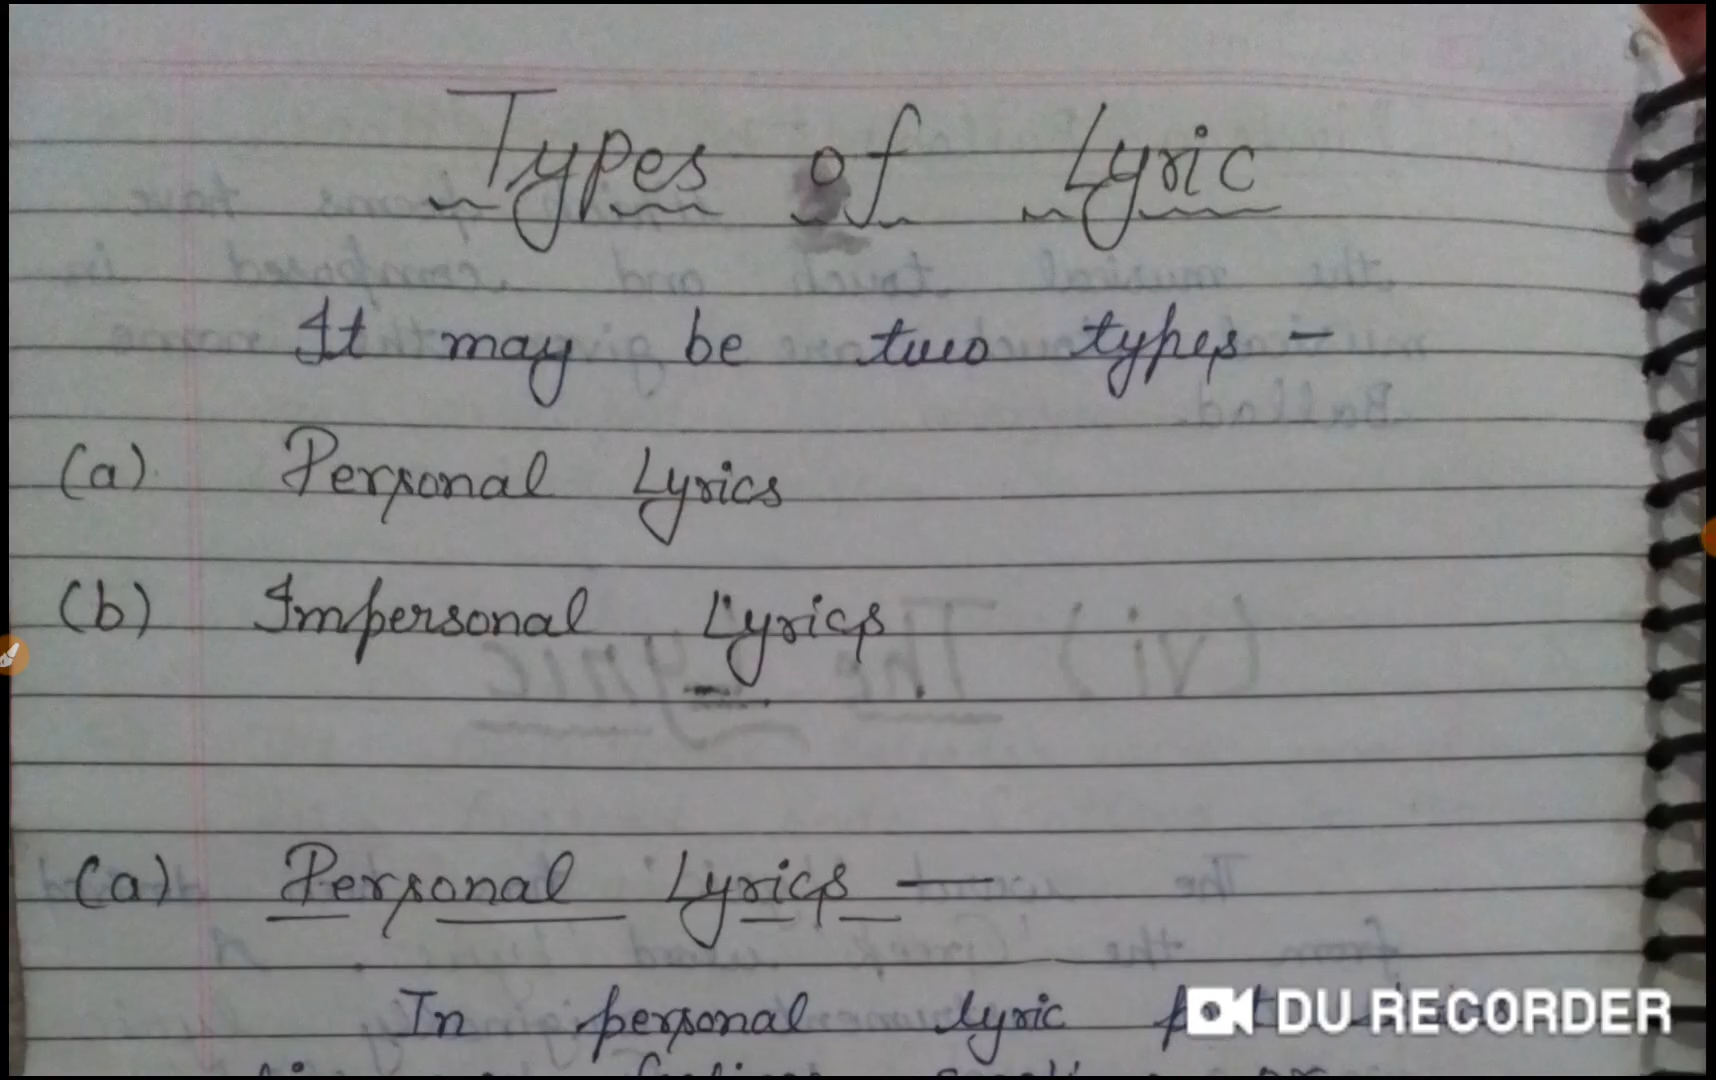 Types of Lyric
It may be two types -
(a) Personal Lyrics
(b) Impersonal Lyrics
(a) Personal Lyrics —
In personal lyric
DU RECORDER